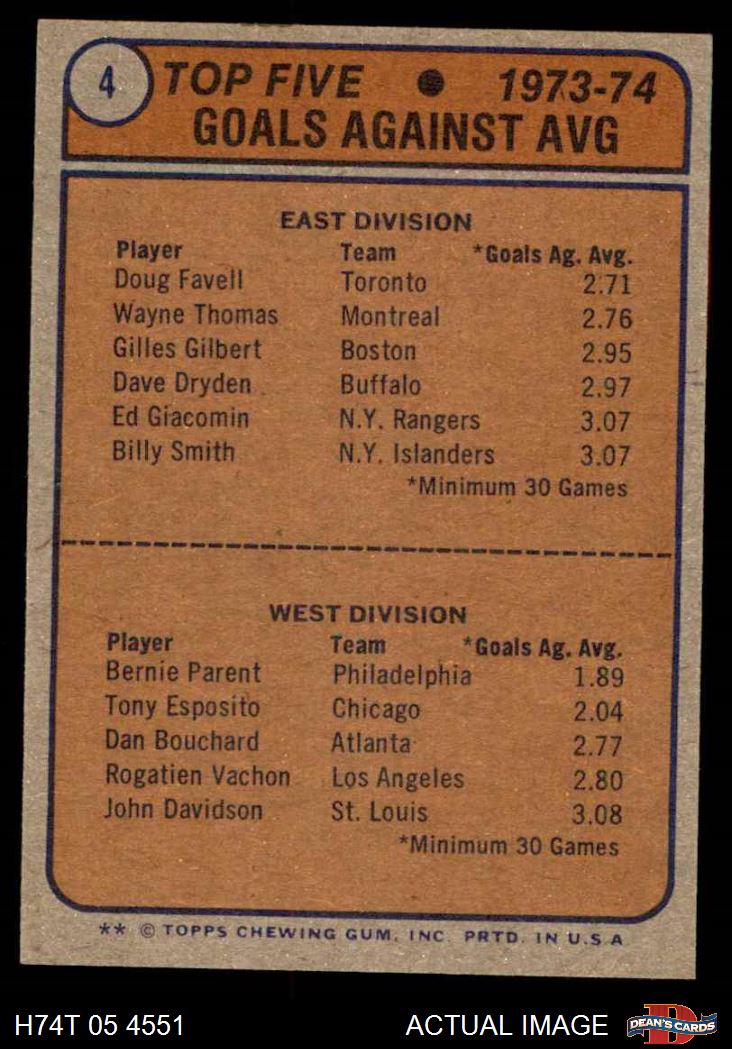 4 TOP FIVE ● 1973-74
GOALS AGAINST AVG
EAST DIVISION
Player Team *Goals Ag. Avg.
Doug Favell Toronto 2.71
Wayne Thomas Montreal 2.76
Gilles Gilbert Boston 2.95
Dave Dryden Buffalo 2.97
Ed Giacomin N.Y. Rangers 3.07
Billy Smith N.Y. Islanders 3.07
*Minimum 30 Games
WEST DIVISION
Player Team *Goals Ag. Avg.
Bernie Parent Philadelphia 1.89
Tony Esposito Chicago 2.04
Dan Bouchard Atlanta 2.77
Rogatien Vachon Los Angeles 2.80
John Davidson St. Louis 3.08
*Minimum 30 Games
** © TOPPS CHEWING GUM, INC. PRTD. IN U.S.A
H74T 05 4551 ACTUAL IMAGE D DEAN'S CARDS